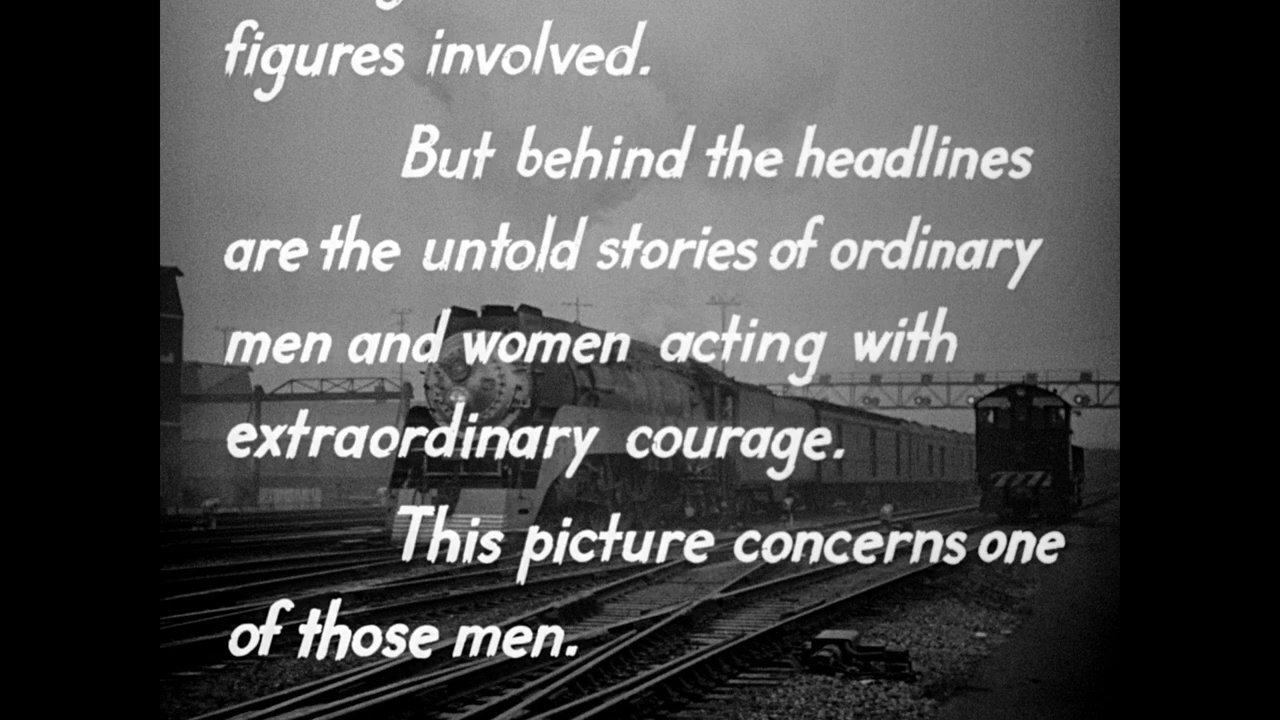 figures involved.
But behind the headlines
are the untold stories of ordinary
men and women acting with
extraordinary courage.
This picture concerns one
of those men.